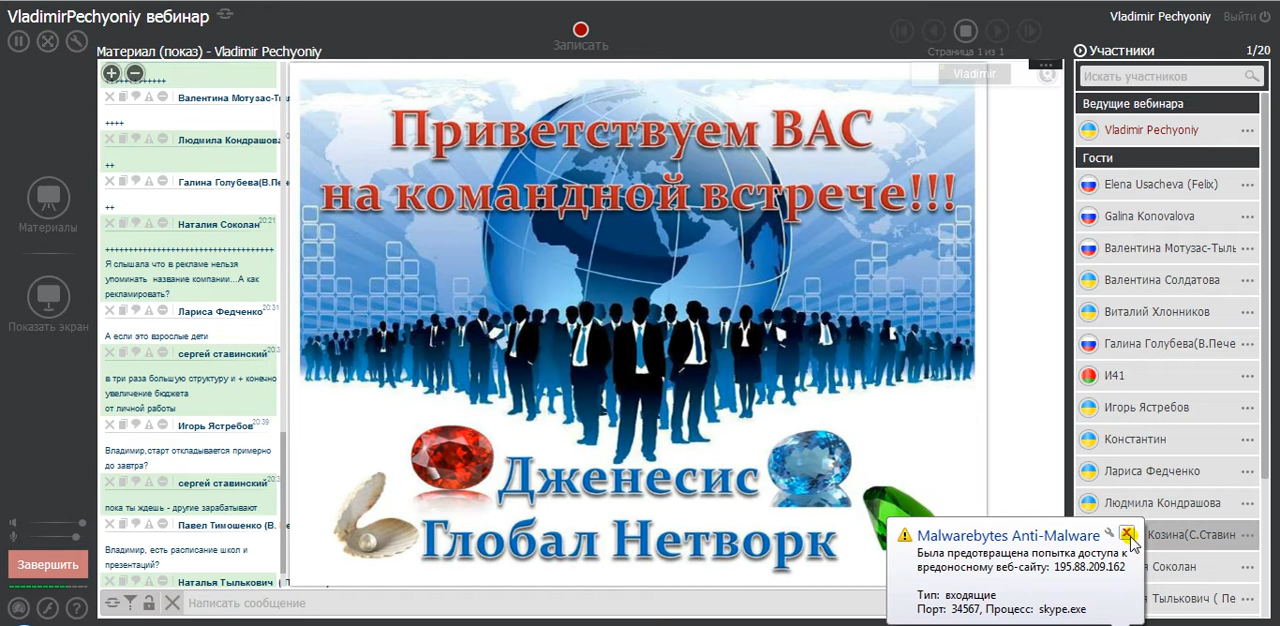 VladimirPechyoniy вебинар
Vladimir Pechyoniy
Выйти
Записать
Страница 1 из 1
Материал (показ) - Vladimir Pechyoniy
Участники
1/20
Искать участников
Ведущие вебинара
Vladimir Pechyoniy
Гости
Elena Usacheva (Felix)
Galina Konovalova
Валентина Мотузас-Тыль
Валентина Солдатова
Виталий Хлонников
Галина Голубева(В.Пече
И41
Игорь Ястребов
Константин
Лариса Федченко
Людмила Кондрашова
Козина(С.Ставин
Соколан
Тылькович ( Пе
Материалы
Показать экран
Завершить
++++++++++++
Валентина Мотузас-Тыл
++++
Людмила Кондрашова
++
Галина Голубева(В.Пече
++
Наталия Соколан
20:21
++++++++++++++++++++++++++++++++++
Я слышала что в рекламе нельзя
упоминать название компании...А как
рекламировать?
Лариса Федченко
20:31
А если это взрослые дети
сергей ставинский
в три раза большую структуру и + конечно
увеличение бюджета
от личной работы
Игорь Ястребов
20:39
Владимир,старт откладывается примерно
до завтра?
сергей ставинский
пока ты ждешь - другие зарабатывают
Павел Тимошенко (В.
Владимир, есть расписание школ и
презентаций?
Наталья Тылькович (
Написать сообщение
Vladimir
Приветствуем ВАС
на командной встрече!!!
Дженесис
Глобал Нетворк
Malwarebytes Anti-Malware
Была предотвращена попытка доступа к
вредоносному веб-сайту: 195.88.209.162
Тип: входящие
Порт: 34567, Процесс: skype.exe